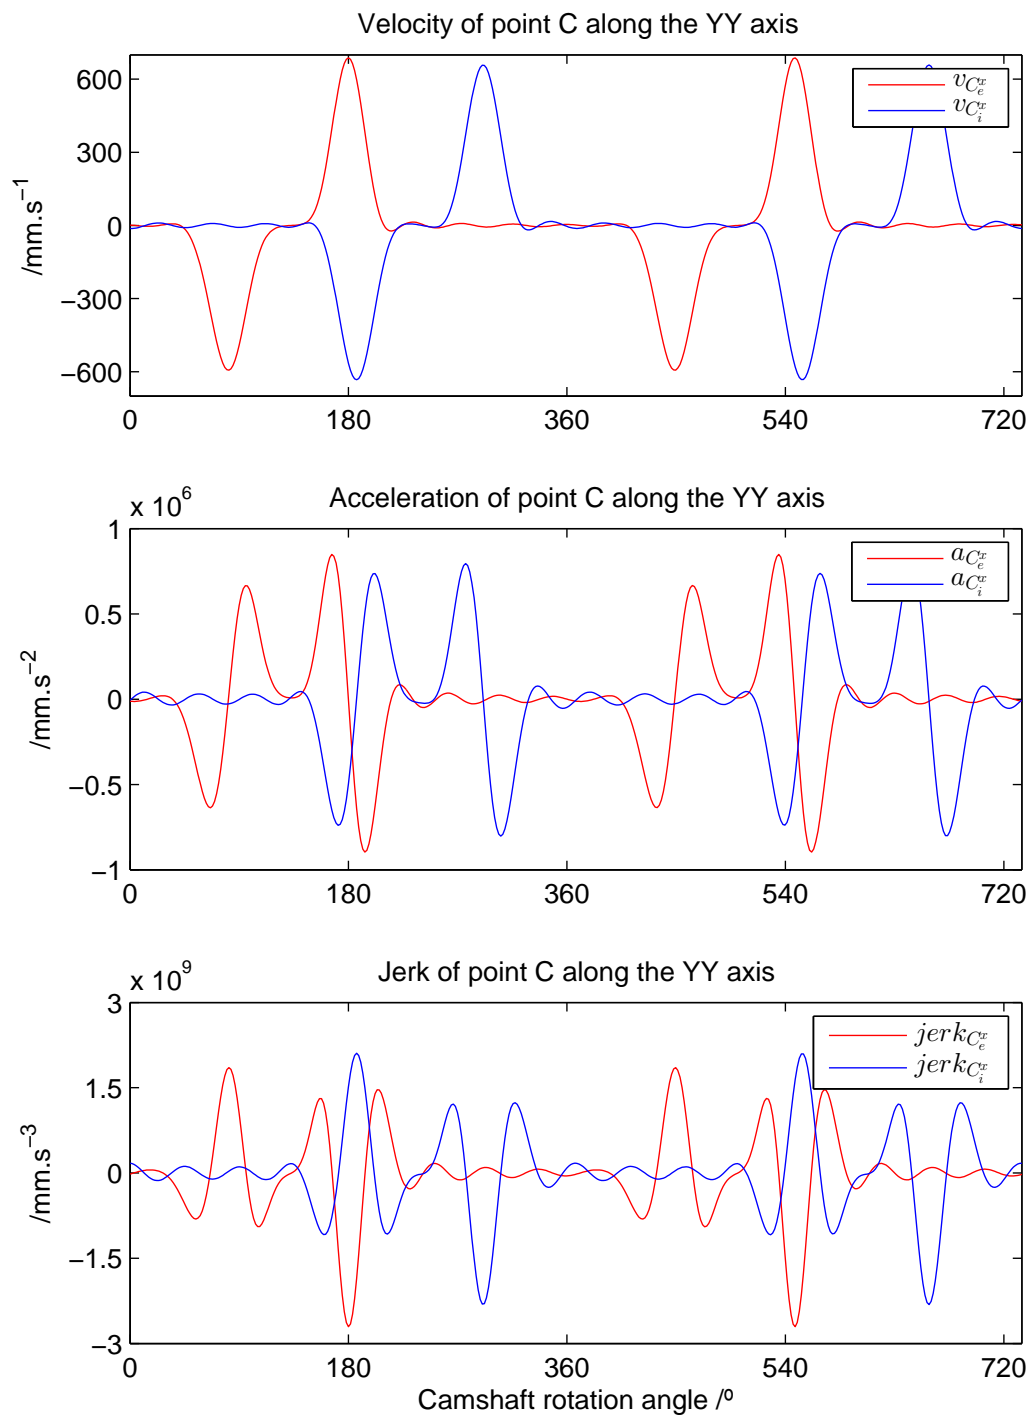 Velocity of point C along the YY axis
/mm.s⁻¹
600
300
0
−300
−600
v_{C_e^x}
v_{C_i^x}
0 180 360 540 720
Acceleration of point C along the YY axis
x 10⁶
/mm.s⁻²
1
0.5
0
−0.5
−1
a_{C_e^x}
a_{C_i^x}
0 180 360 540 720
Jerk of point C along the YY axis
x 10⁹
/mm.s⁻³
3
1.5
0
−1.5
−3
jerk_{C_e^x}
jerk_{C_i^x}
0 180 360 540 720
Camshaft rotation angle /º